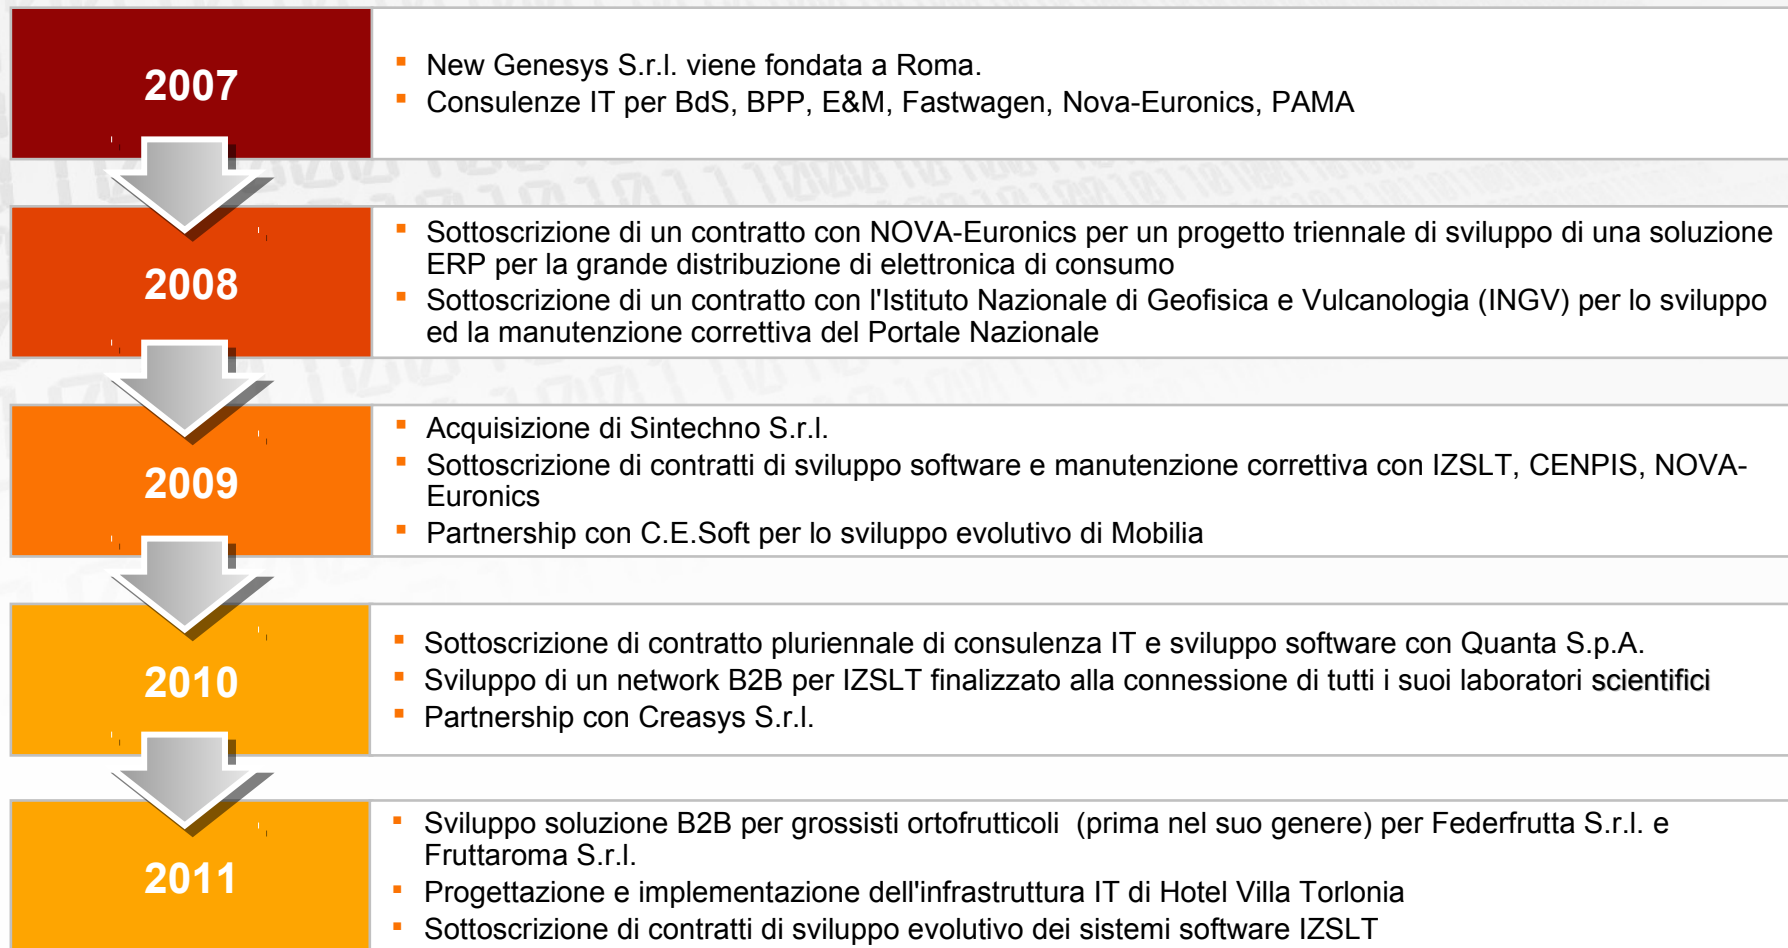 2007
New Genesys S.r.l. viene fondata a Roma.
Consulenze IT per BdS, BPP, E&M, Fastwagen, Nova-Euronics, PAMA
2008
Sottoscrizione di un contratto con NOVA-Euronics per un progetto triennale di sviluppo di una soluzione
ERP per la grande distribuzione di elettronica di consumo
Sottoscrizione di un contratto con l'Istituto Nazionale di Geofisica e Vulcanologia (INGV) per lo sviluppo
ed la manutenzione correttiva del Portale Nazionale
2009
Acquisizione di Sintechno S.r.l.
Sottoscrizione di contratti di sviluppo software e manutenzione correttiva con IZSLT, CENPIS, NOVA-
Euronics
Partnership con C.E.Soft per lo sviluppo evolutivo di Mobilia
2010
Sottoscrizione di contratto pluriennale di consulenza IT e sviluppo software con Quanta S.p.A.
Sviluppo di un network B2B per IZSLT finalizzato alla connessione di tutti i suoi laboratori scientifici
Partnership con Creasys S.r.l.
2011
Sviluppo soluzione B2B per grossisti ortofrutticoli (prima nel suo genere) per Federfrutta S.r.l. e
Fruttaroma S.r.l.
Progettazione e implementazione dell'infrastruttura IT di Hotel Villa Torlonia
Sottoscrizione di contratti di sviluppo evolutivo dei sistemi software IZSLT